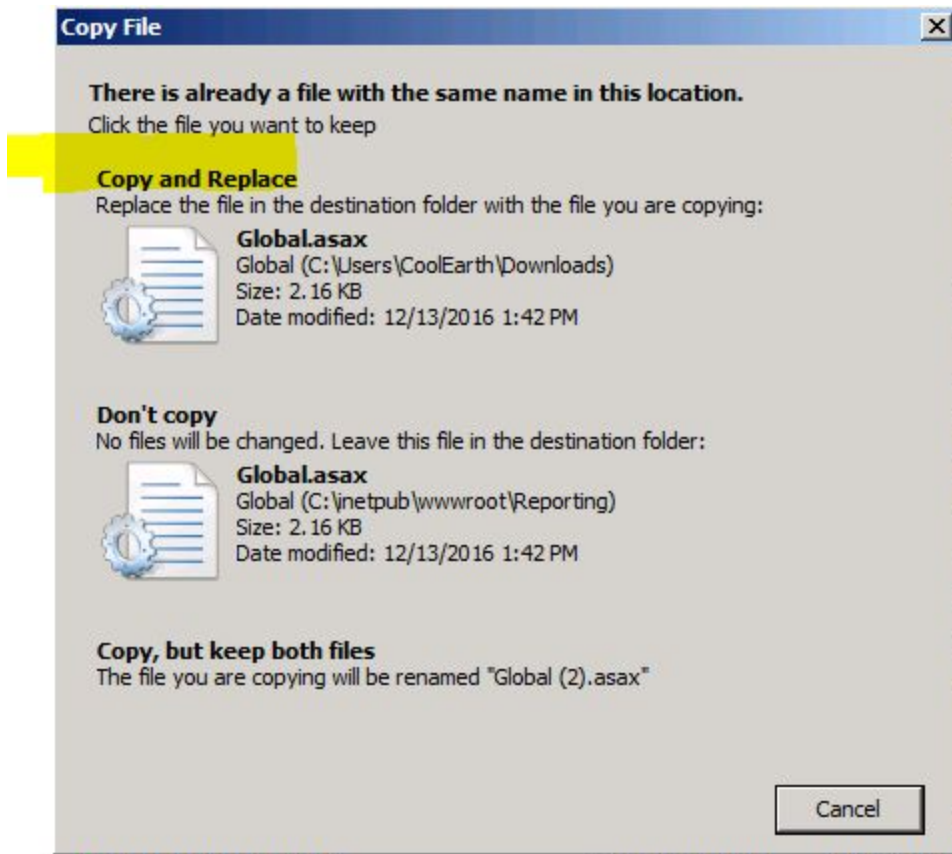 Copy File
There is already a file with the same name in this location.
Click the file you want to keep
Copy and Replace
Replace the file in the destination folder with the file you are copying:
Global.asax
Global (C:\Users\CoolEarth\Downloads)
Size: 2.16 KB
Date modified: 12/13/2016 1:42 PM
Don't copy
No files will be changed. Leave this file in the destination folder:
Global.asax
Global (C:\inetpub\wwwroot\Reporting)
Size: 2.16 KB
Date modified: 12/13/2016 1:42 PM
Copy, but keep both files
The file you are copying will be renamed "Global (2).asax"
Cancel